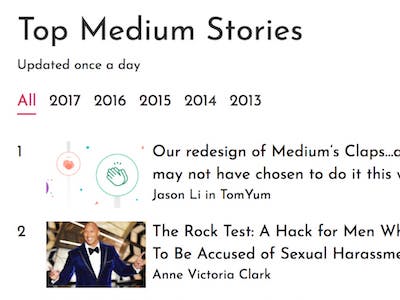 Top Medium Stories
Updated once a day
All 2017 2016 2015 2014 2013
1
Our redesign of Medium's Claps...a
may not have chosen to do it this
Jason Li in TomYum
2
The Rock Test: A Hack for Men Wh
To Be Accused of Sexual Harassme
Anne Victoria Clark